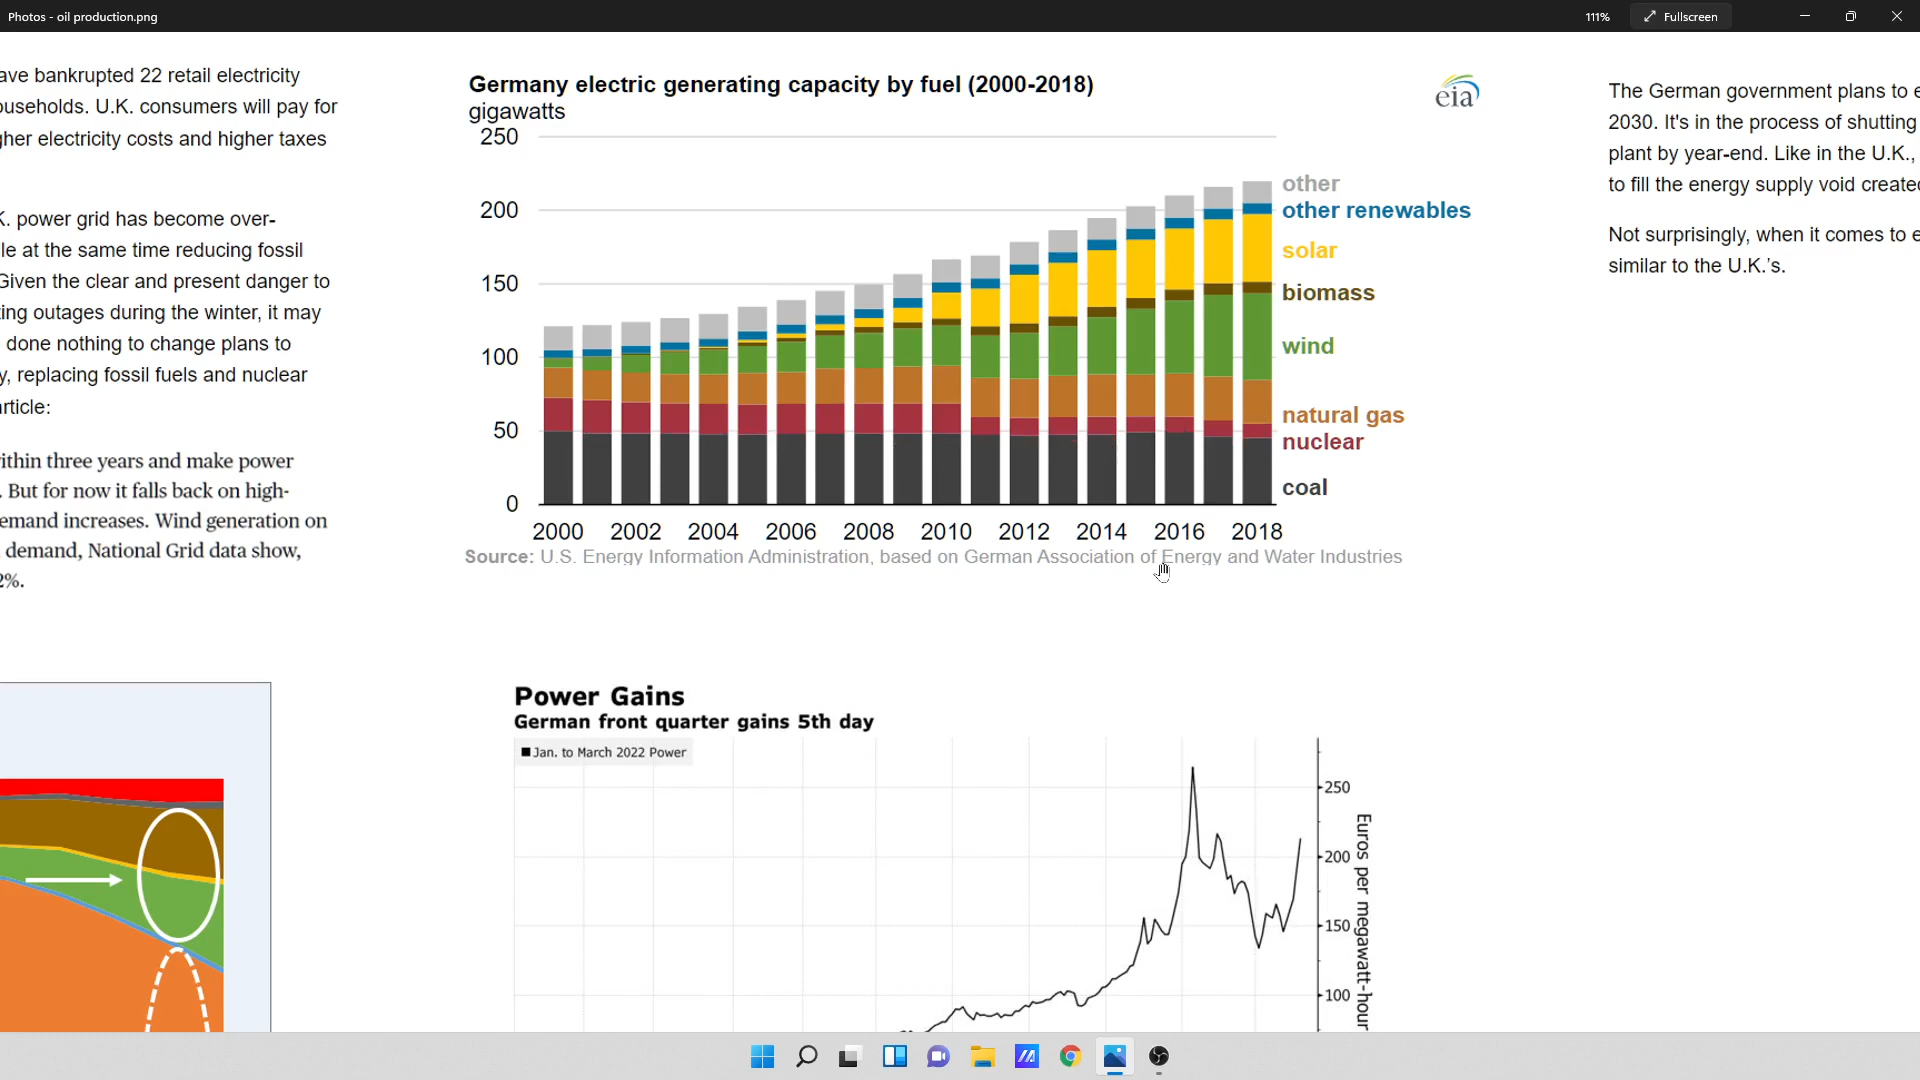 Photos - oil production.png
111%
Fullscreen
ave bankrupted 22 retail electricity
ouseholds. U.K. consumers will pay for
gher electricity costs and higher taxes
K. power grid has become over-
le at the same time reducing fossil
Given the clear and present danger to
ting outages during the winter, it may
done nothing to change plans to
y, replacing fossil fuels and nuclear
article:
within three years and make power
. But for now it falls back on high-
emand increases. Wind generation on
demand, National Grid data show,
2%.
Germany electric generating capacity by fuel (2000-2018)
gigawatts
eia
250
200
150
100
50
0
other
other renewables
solar
biomass
wind
natural gas
nuclear
coal
2000 2002 2004 2006 2008 2010 2012 2014 2016 2018
Source: U.S. Energy Information Administration, based on German Association of Energy and Water Industries
The German government plans to e
2030. It's in the process of shutting
plant by year-end. Like in the U.K.,
to fill the energy supply void create
Not surprisingly, when it comes to e
similar to the U.K.'s.
Power Gains
German front quarter gains 5th day
Jan. to March 2022 Power
250
200
150
100
Euros per megawatt-hour